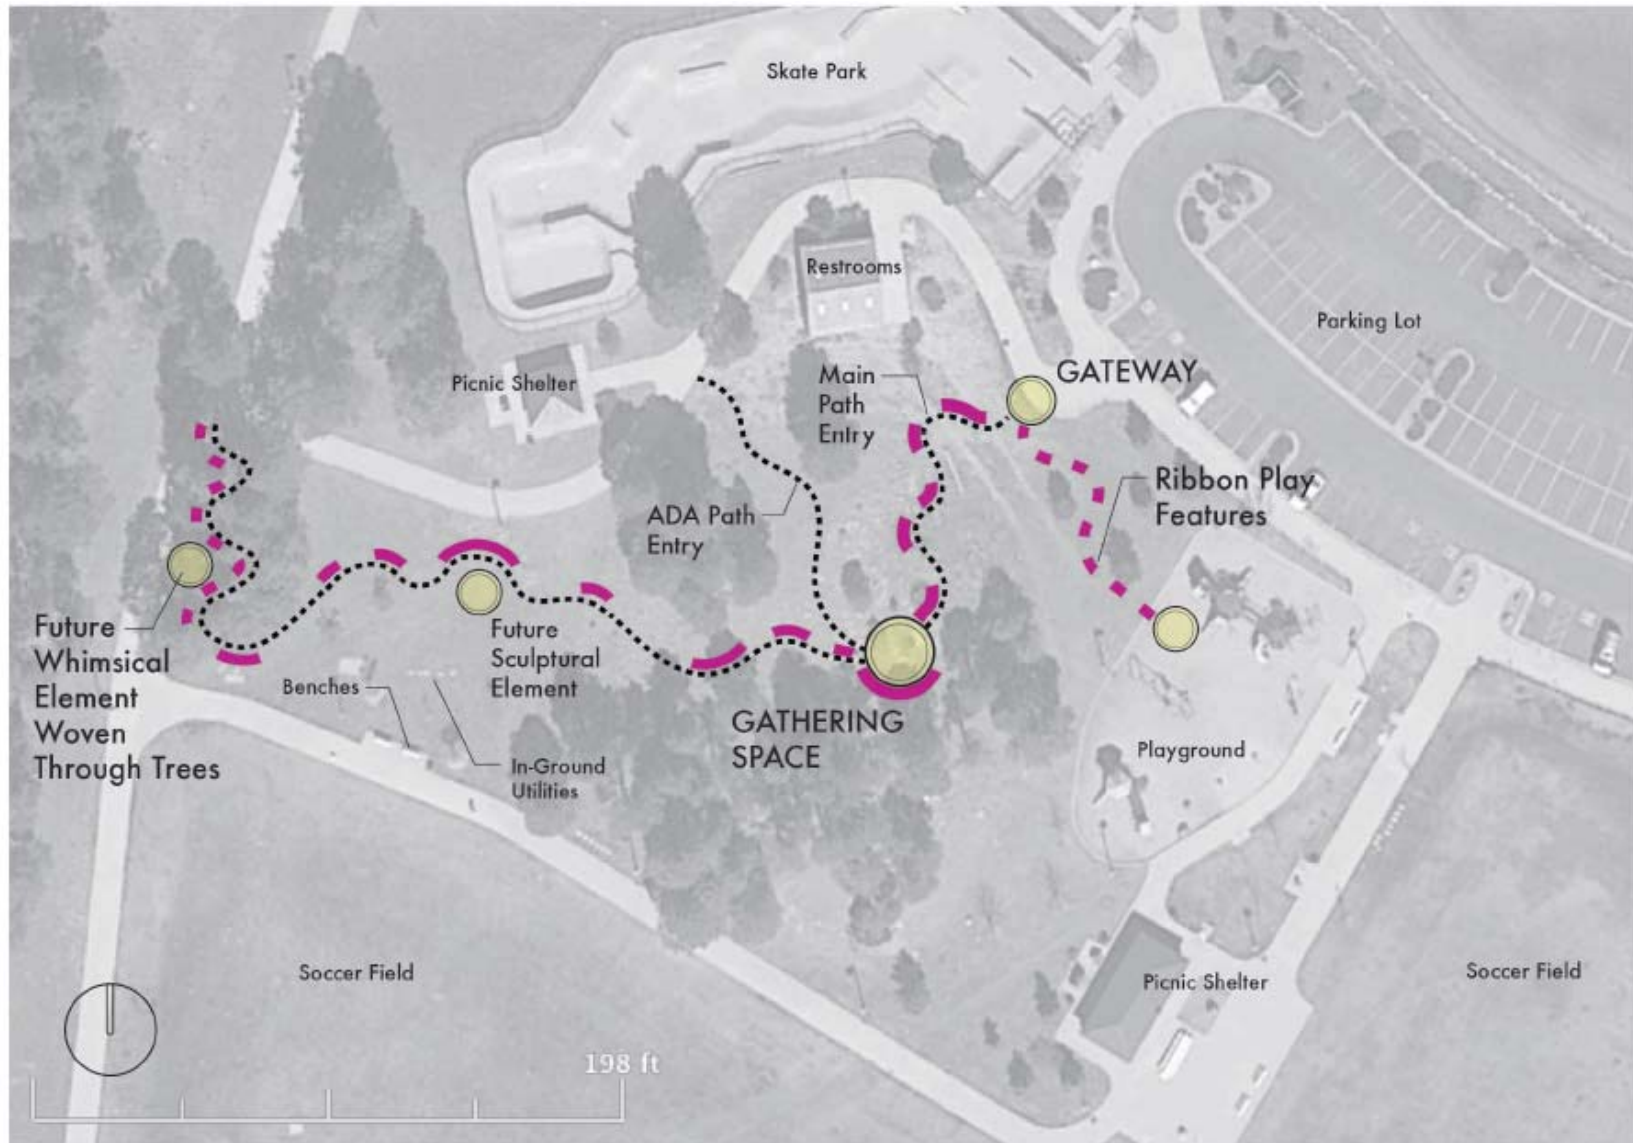 Skate Park
Restrooms
Parking Lot
Picnic Shelter
Main
Path
Entry
GATEWAY
Ribbon Play
Features
ADA Path
Entry
Future
Whimsical
Element
Woven
Through Trees
Future
Sculptural
Element
Benches
In-Ground
Utilities
GATHERING
SPACE
Playground
Soccer Field
Picnic Shelter
Soccer Field
198 ft